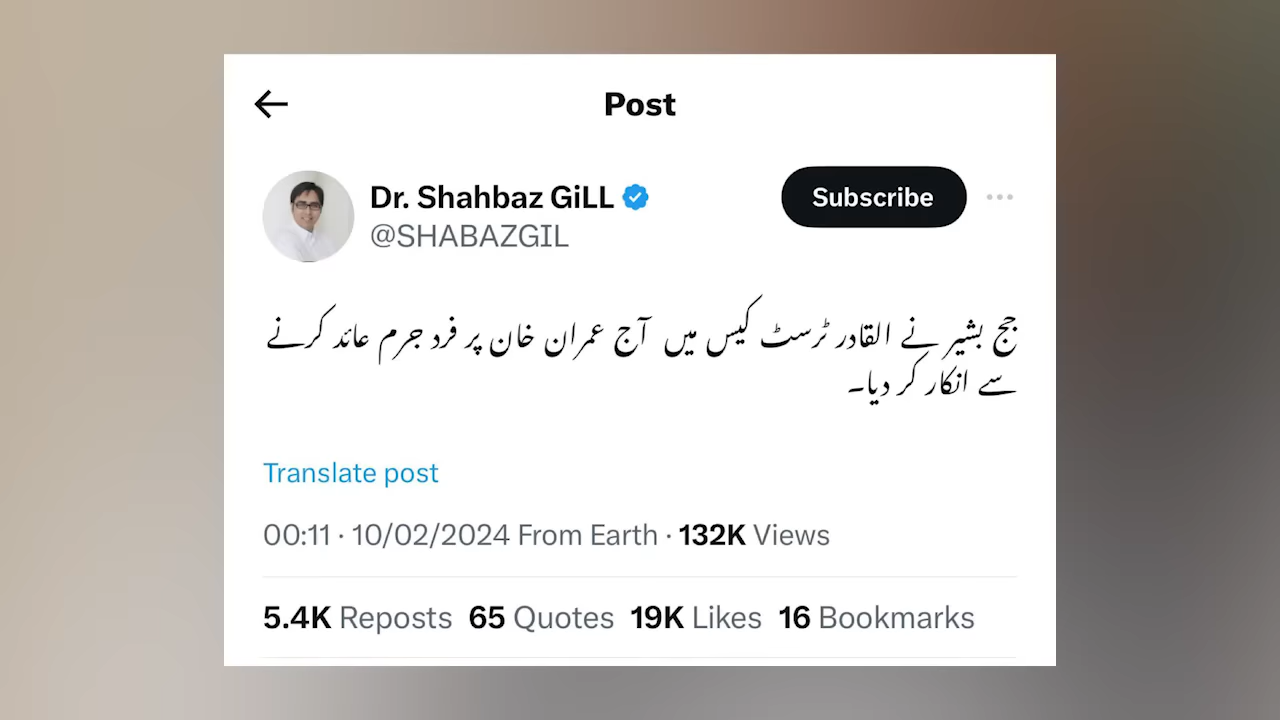 Post
Dr. Shahbaz GiLL
Subscribe
@SHABAZGIL
جج بشیر نے القادر ٹرسٹ کیس میں آج عمران خان پر فرد جرم عائد کرنے
سے انکار کر دیا۔
Translate post
00:11 · 10/02/2024 From Earth · 132K Views
5.4K Reposts 65 Quotes 19K Likes 16 Bookmarks